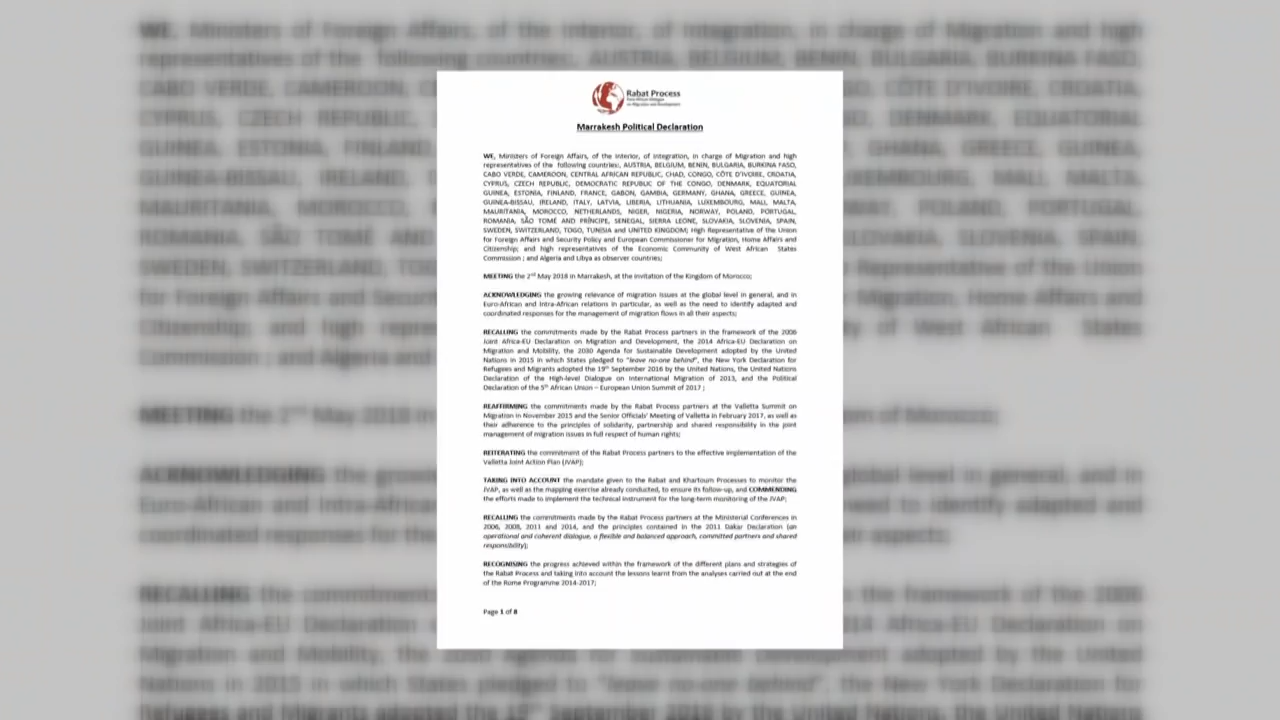 Rabat Process
Euro-African Dialogue
on Migration and Development
Marrakesh Political Declaration
WE, Ministers of Foreign Affairs, of the Interior, of Integration, in charge of Migration and high
representatives of the following countries, AUSTRIA, BELGIUM, BENIN, BULGARIA, BURKINA FASO,
CABO VERDE, CAMEROON, CENTRAL AFRICAN REPUBLIC, CHAD, CONGO, CÔTE D'IVOIRE, CROATIA,
CYPRUS, CZECH REPUBLIC, DEMOCRATIC REPUBLIC OF THE CONGO, DENMARK, EQUATORIAL
GUINEA, ESTONIA, FINLAND, FRANCE, GABON, GAMBIA, GERMANY, GHANA, GREECE, GUINEA,
GUINEA-BISSAU, IRELAND, ITALY, LATVIA, LIBERIA, LITHUANIA, LUXEMBOURG, MALI, MALTA,
MAURITANIA, MOROCCO, NETHERLANDS, NIGER, NIGERIA, NORWAY, POLAND, PORTUGAL,
ROMANIA, SÃO TOMÉ AND PRÍNCIPE, SENEGAL, SIERRA LEONE, SLOVAKIA, SLOVENIA, SPAIN,
SWEDEN, SWITZERLAND, TOGO, TUNISIA and UNITED KINGDOM; High Representative of the Union
for Foreign Affairs and Security Policy and European Commissioner for Migration, Home Affairs and
Citizenship; and high representatives of the Economic Community of West African States
Commission ; and Algeria and Libya as observer countries;
MEETING the 2nd May 2018 in Marrakesh, at the invitation of the Kingdom of Morocco;
ACKNOWLEDGING the growing relevance of migration issues at the global level in general, and in
Euro-African and Intra-African relations in particular, as well as the need to identify adapted and
coordinated responses for the management of migration flows in all their aspects;
RECALLING the commitments made by the Rabat Process partners in the framework of the 2006
Joint Africa-EU Declaration on Migration and Development, the 2014 Africa-EU Declaration on
Migration and Mobility, the 2030 Agenda for Sustainable Development adopted by the United
Nations in 2015 in which States pledged to "leave no-one behind", the New York Declaration for
Refugees and Migrants adopted the 19th September 2016 by the United Nations, the United Nations
Declaration of the High-level Dialogue on International Migration of 2013, and the Political
Declaration of the 5th African Union – European Union Summit of 2017 ;
REAFFIRMING the commitments made by the Rabat Process partners at the Valletta Summit on
Migration in November 2015 and the Senior Officials' Meeting of Valletta in February 2017, as well as
their adherence to the principles of solidarity, partnership and shared responsibility in the joint
management of migration issues in full respect of human rights;
REITERATING the commitment of the Rabat Process partners to the effective implementation of the
Valletta Joint Action Plan (JVAP);
TAKING INTO ACCOUNT the mandate given to the Rabat and Khartoum Processes to monitor the
JVAP, as well as the mapping exercise already conducted, to ensure its follow-up, and COMMENDING
the efforts made to implement the technical instrument for the long-term monitoring of the JVAP;
RECALLING the commitments made by the Rabat Process partners at the Ministerial Conferences in
2006, 2008, 2011 and 2014, and the principles contained in the 2011 Dakar Declaration (an
operational and coherent dialogue, a flexible and balanced approach, committed partners and shared
responsibility);
RECOGNISING the progress achieved within the framework of the different plans and strategies of
the Rabat Process and taking into account the lessons learnt from the analyses carried out at the end
of the Rome Programme 2014-2017;
Page 1 of 8